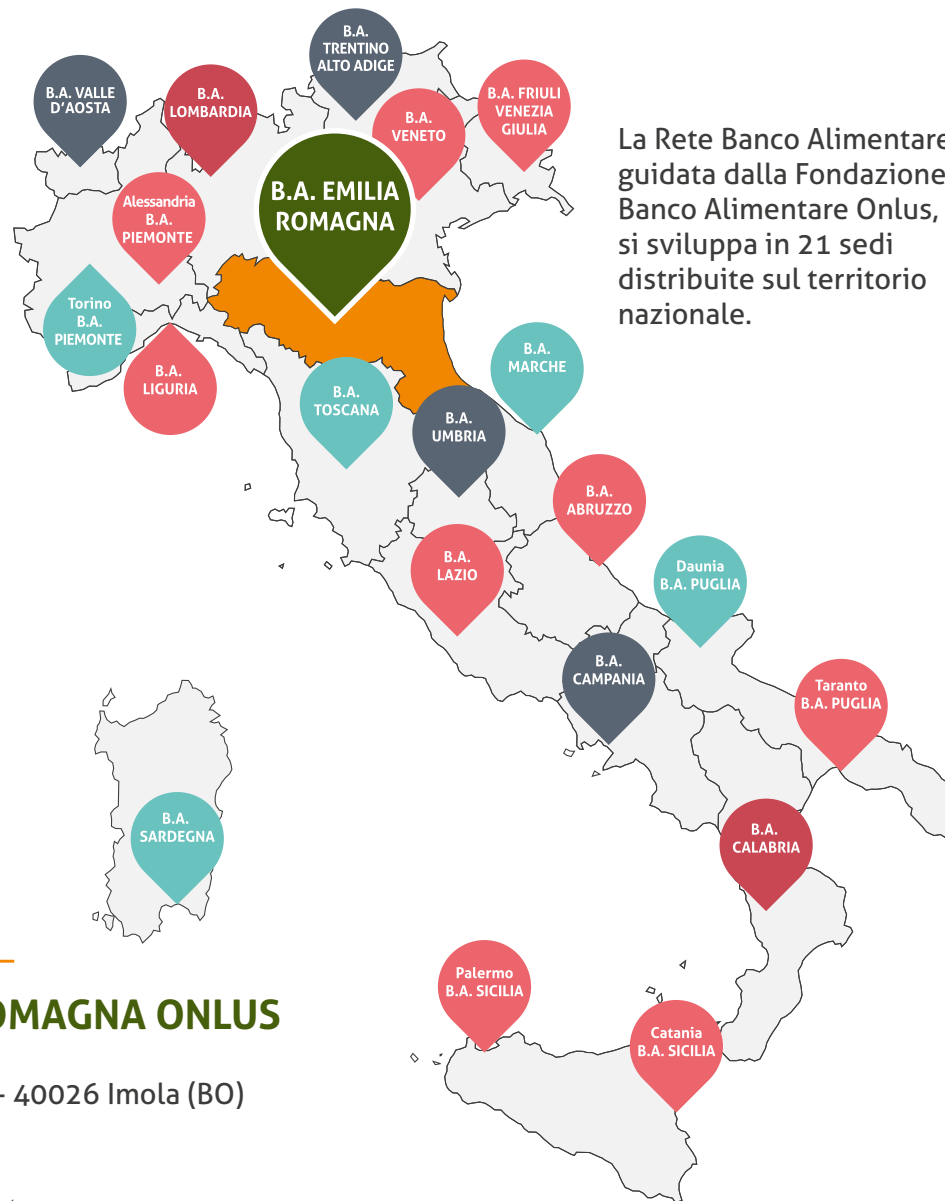 B.A.
TRENTINO
ALTO ADIGE
B.A. VALLE
D'AOSTA
B.A.
LOMBARDIA
B.A.
VENETO
B.A. FRIULI
VENEZIA
GIULIA
La Rete Banco Alimentare
guidata dalla Fondazione
Banco Alimentare Onlus,
si sviluppa in 21 sedi
distribuite sul territorio
nazionale.
B.A. EMILIA
ROMAGNA
Alessandria
B.A.
PIEMONTE
Torino
B.A.
PIEMONTE
B.A.
LIGURIA
B.A.
TOSCANA
B.A.
MARCHE
B.A.
UMBRIA
B.A.
ABRUZZO
B.A.
LAZIO
Daunia
B.A. PUGLIA
B.A.
CAMPANIA
Taranto
B.A. PUGLIA
B.A.
SARDEGNA
B.A.
CALABRIA
Palermo
B.A. SICILIA
Catania
B.A. SICILIA
OMAGNA ONLUS
- 40026 Imola (BO)